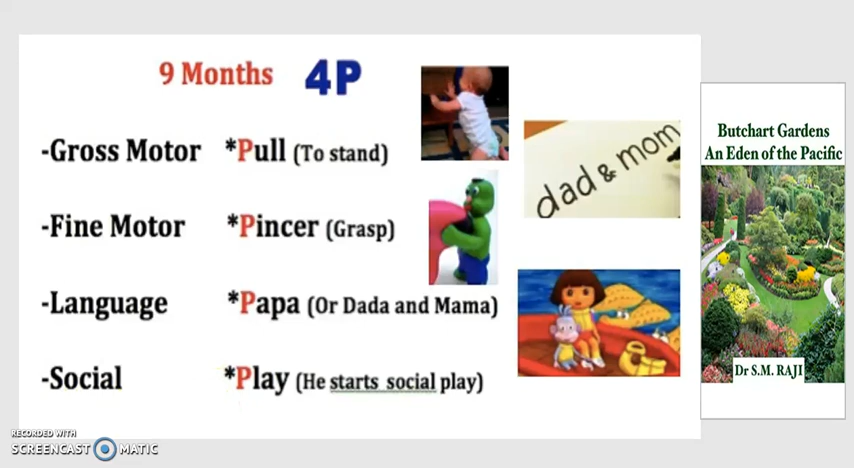 9 Months 4P
-Gross Motor *Pull (To stand)
-Fine Motor *Pincer (Grasp)
-Language *Papa (Or Dada and Mama)
-Social *Play (He starts social play)
dad & mom
Butchart Gardens
An Eden of the Pacific
Dr S.M. RAJI
RECORDED WITH
SCREENCAST MATIC